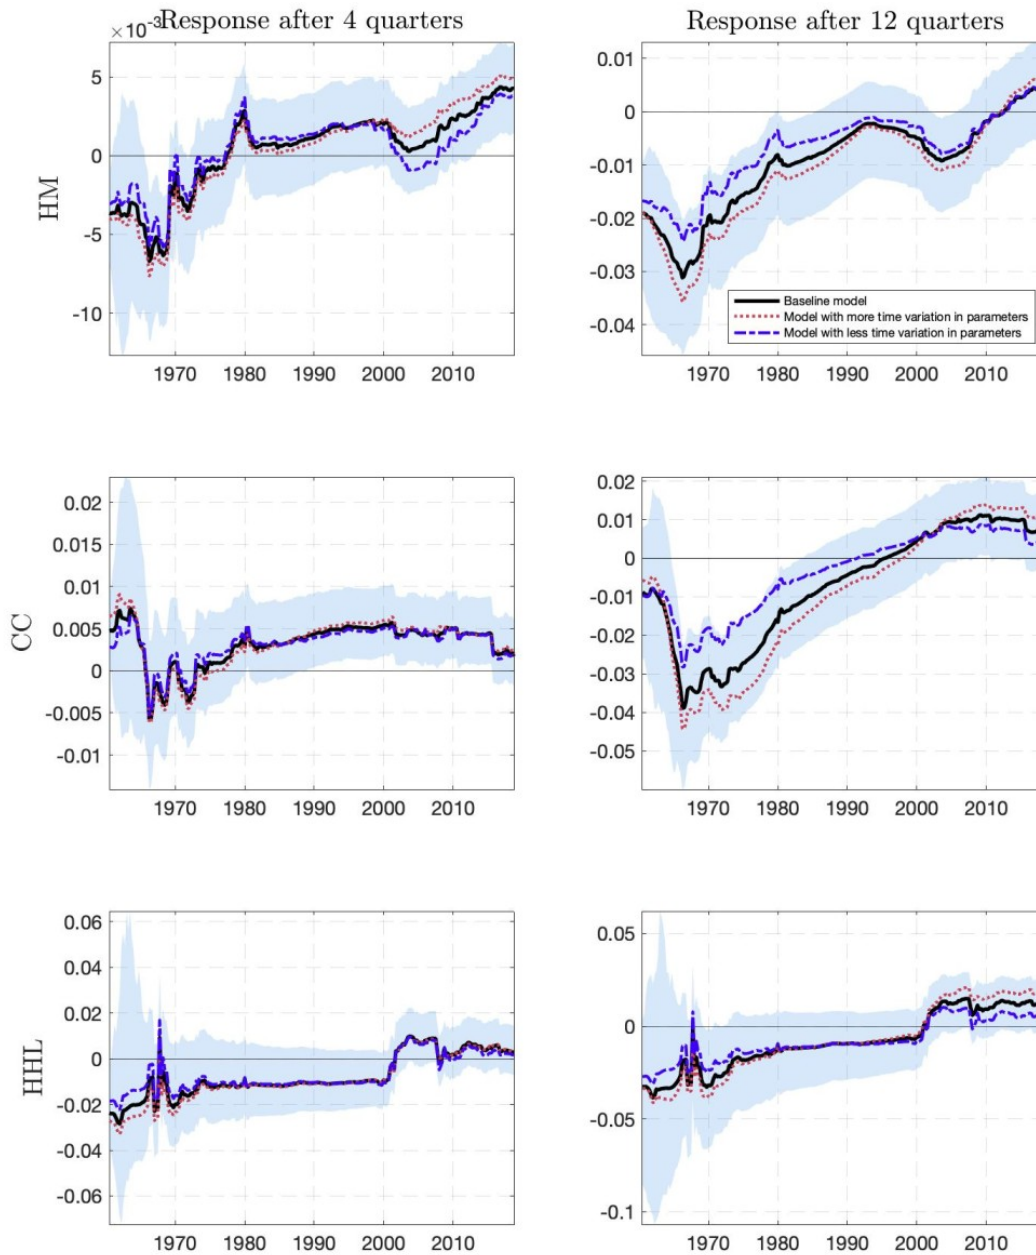 Response after 4 quarters
Response after 12 quarters
×10⁻³
5
0
-5
-10
HM
1970 1980 1990 2000 2010
0.01
0
-0.01
-0.02
-0.03
-0.04
Baseline model
Model with more time variation in parameters
Model with less time variation in parameters
1970 1980 1990 2000 2010
0.02
0.015
0.01
0.005
0
-0.005
-0.01
CC
1970 1980 1990 2000 2010
0.02
0.01
0
-0.01
-0.02
-0.03
-0.04
-0.05
1970 1980 1990 2000 2010
0.06
0.04
0.02
0
-0.02
-0.04
-0.06
HHL
1970 1980 1990 2000 2010
0.05
0
-0.05
-0.1
1970 1980 1990 2000 2010